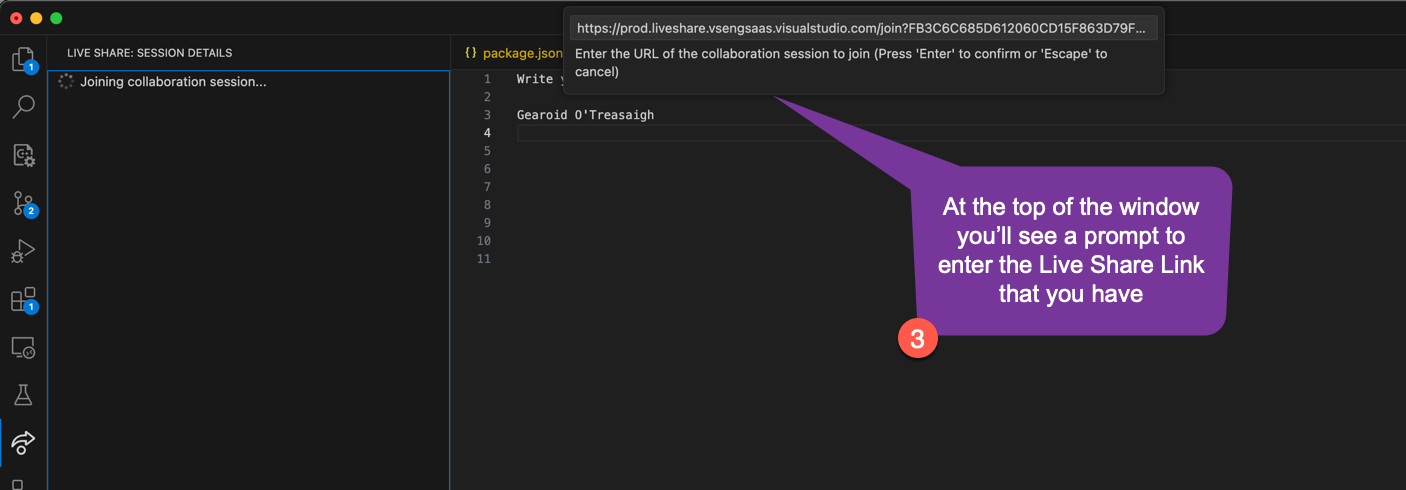 https://prod.liveshare.vsengsaas.visualstudio.com/join?FB3C6C685D612060CD15F863D79F...
Enter the URL of the collaboration session to join (Press 'Enter' to confirm or 'Escape' to
cancel)
LIVE SHARE: SESSION DETAILS
Joining collaboration session...
{} package.json
1 Write
2
3 Gearoid O'Treasaigh
4
5
6
7
8
9
10
11
1
2
1
At the top of the window
you'll see a prompt to
enter the Live Share Link
that you have
3